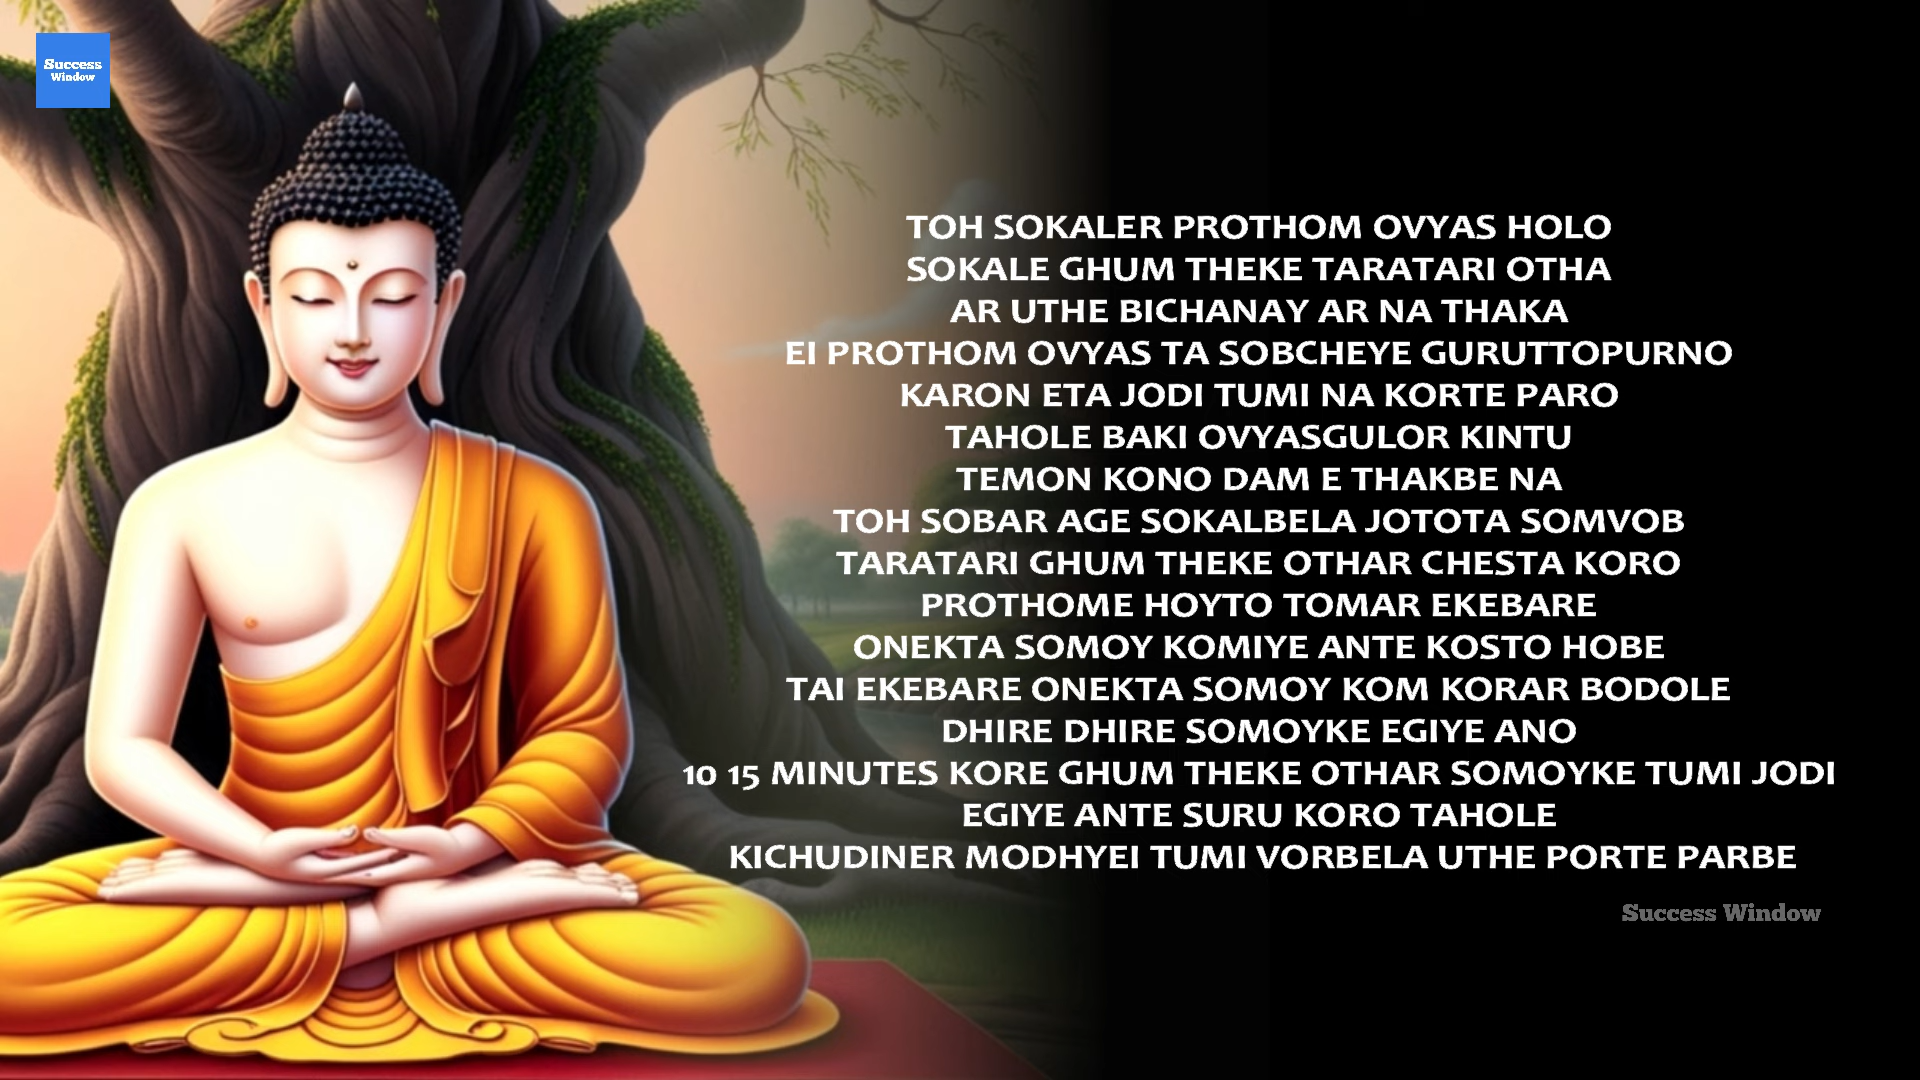 Success
Window
TOH SOKALER PROTHOM OVYAS HOLO
SOKALE GHUM THEKE TARATARI OTHA
AR UTHE BICHANAY AR NA THAKA
EI PROTHOM OVYAS TA SOBCHEYE GURUTTOPURNO
KARON ETA JODI TUMI NA KORTE PARO
TAHOLE BAKI OVYASGULOR KINTU
TEMON KONO DAM E THAKBE NA
TOH SOBAR AGE SOKALBELA JOTOTA SOMVOB
TARATARI GHUM THEKE OTHAR CHESTA KORO
PROTHOME HOYTO TOMAR EKEBARE
ONEKTA SOMOY KOMIYE ANTE KOSTO HOBE
TAI EKEBARE ONEKTA SOMOY KOM KORAR BODOLE
DHIRE DHIRE SOMOYKE EGIYE ANO
10 15 MINUTES KORE GHUM THEKE OTHAR SOMOYKE TUMI JODI
EGIYE ANTE SURU KORO TAHOLE
KICHUDINER MODHYEI TUMI VORBELA UTHE PORTE PARBE
Success Window